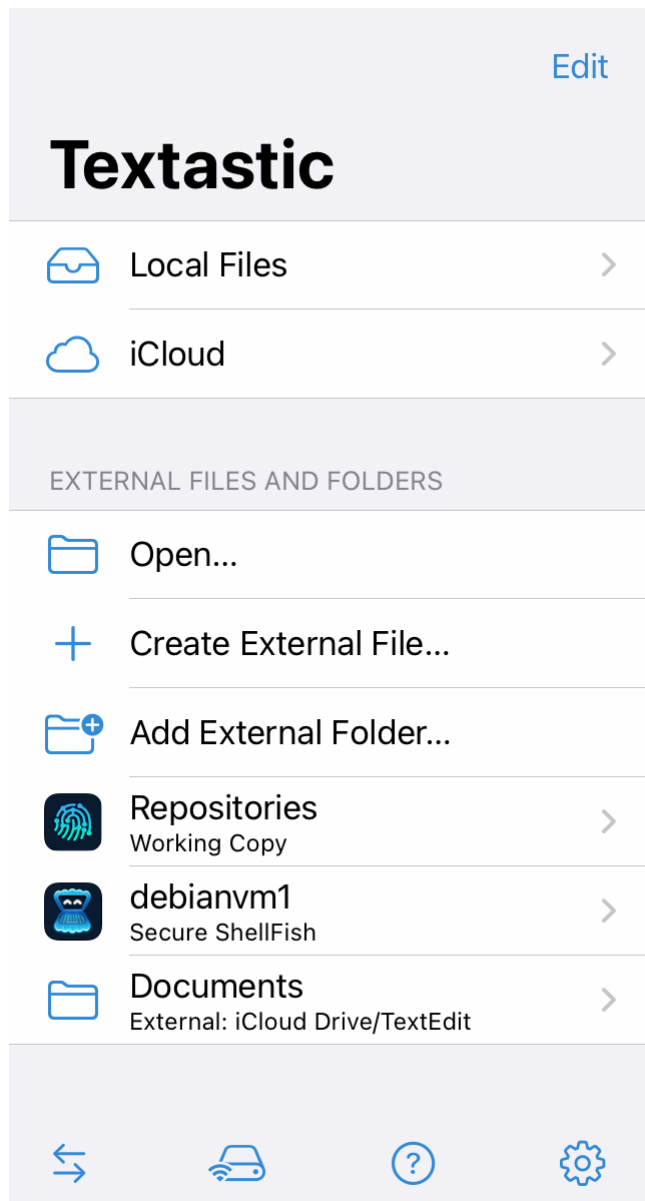 Edit
Textastic
Local Files
iCloud
EXTERNAL FILES AND FOLDERS
Open...
Create External File...
Add External Folder...
Repositories
Working Copy
debianvm1
Secure ShellFish
Documents
External: iCloud Drive/TextEdit